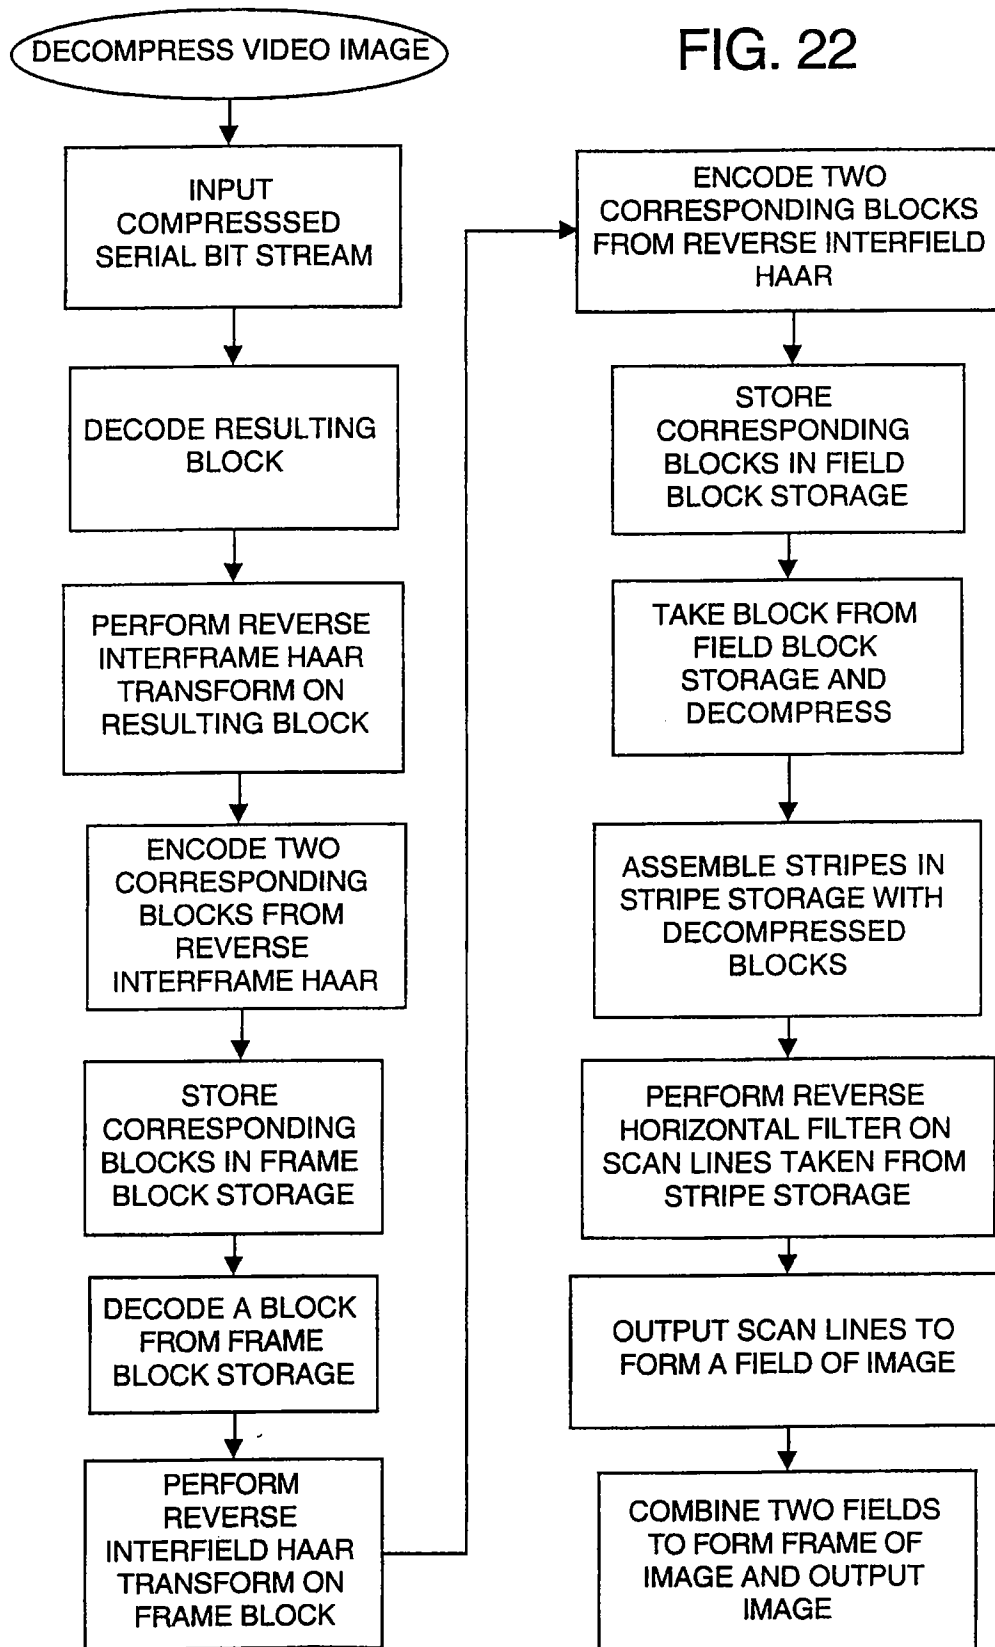 DECOMPRESS VIDEO IMAGE
FIG. 22
INPUT
COMPRESSSED
SERIAL BIT STREAM
DECODE RESULTING
BLOCK
PERFORM REVERSE
INTERFRAME HAAR
TRANSFORM ON
RESULTING BLOCK
ENCODE TWO
CORRESPONDING
BLOCKS FROM
REVERSE
INTERFRAME HAAR
STORE
CORRESPONDING
BLOCKS IN FRAME
BLOCK STORAGE
DECODE A BLOCK
FROM FRAME
BLOCK STORAGE
PERFORM
REVERSE
INTERFIELD HAAR
TRANSFORM ON
FRAME BLOCK
ENCODE TWO
CORRESPONDING BLOCKS
FROM REVERSE INTERFIELD
HAAR
STORE
CORRESPONDING
BLOCKS IN FIELD
BLOCK STORAGE
TAKE BLOCK FROM
FIELD BLOCK
STORAGE AND
DECOMPRESS
ASSEMBLE STRIPES IN
STRIPE STORAGE WITH
DECOMPRESSED
BLOCKS
PERFORM REVERSE
HORIZONTAL FILTER ON
SCAN LINES TAKEN FROM
STRIPE STORAGE
OUTPUT SCAN LINES TO
FORM A FIELD OF IMAGE
COMBINE TWO FIELDS
TO FORM FRAME OF
IMAGE AND OUTPUT
IMAGE